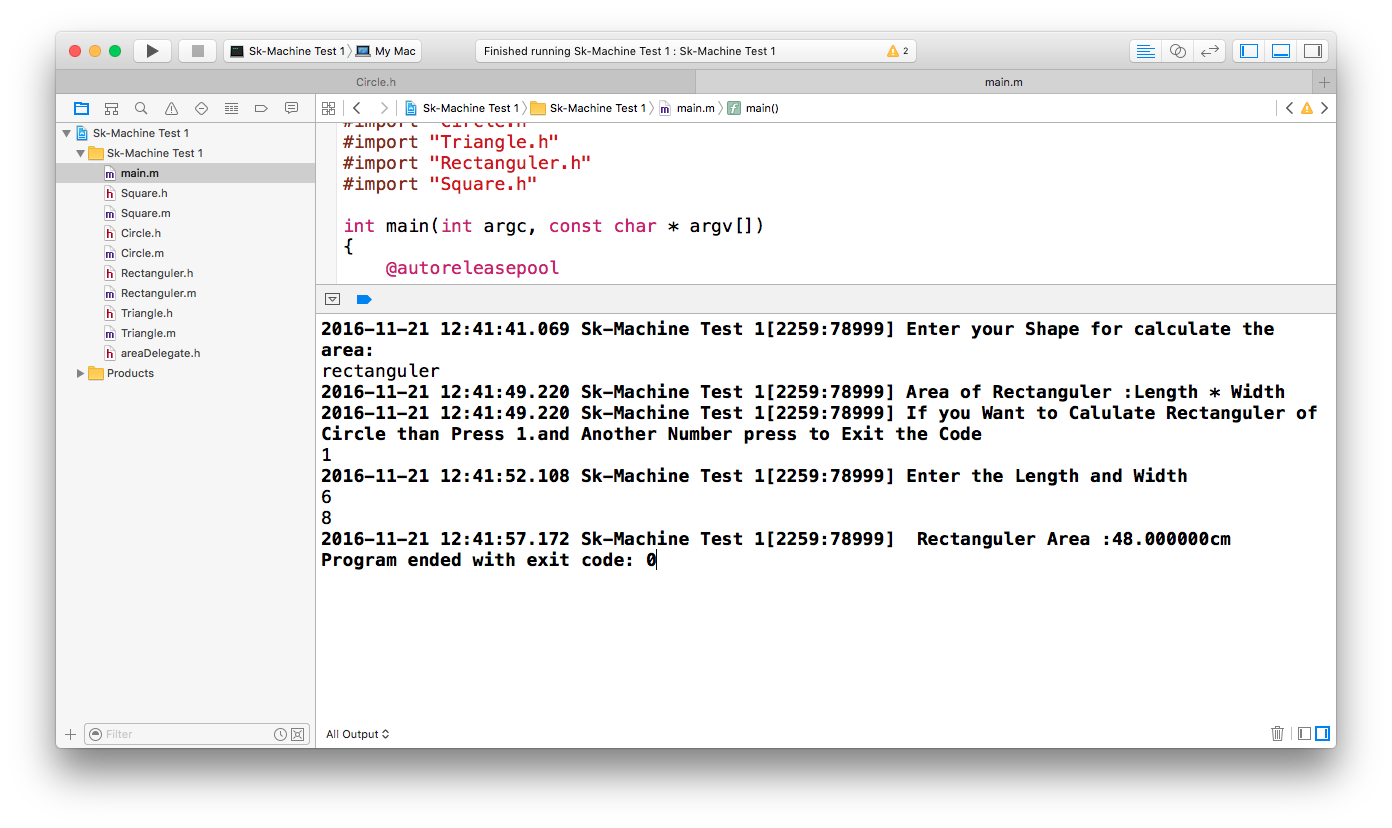 Sk-Machine Test 1 My Mac
Finished running Sk-Machine Test 1 : Sk-Machine Test 1
2
Circle.h
main.m
Sk-Machine Test 1 Sk-Machine Test 1 main.m main()
Sk-Machine Test 1
Sk-Machine Test 1
main.m
Square.h
Square.m
Circle.h
Circle.m
Rectanguler.h
Rectanguler.m
Triangle.h
Triangle.m
areaDelegate.h
Products
Filter
#import "Circle.h"
#import "Triangle.h"
#import "Rectanguler.h"
#import "Square.h"
int main(int argc, const char * argv[])
{
@autoreleasepool
2016-11-21 12:41:41.069 Sk-Machine Test 1[2259:78999] Enter your Shape for calculate the
area:
rectanguler
2016-11-21 12:41:49.220 Sk-Machine Test 1[2259:78999] Area of Rectanguler :Length * Width
2016-11-21 12:41:49.220 Sk-Machine Test 1[2259:78999] If you Want to Calulate Rectanguler of
Circle than Press 1.and Another Number press to Exit the Code
1
2016-11-21 12:41:52.108 Sk-Machine Test 1[2259:78999] Enter the Length and Width
6
8
2016-11-21 12:41:57.172 Sk-Machine Test 1[2259:78999]  Rectanguler Area :48.000000cm
Program ended with exit code: 0
All Output